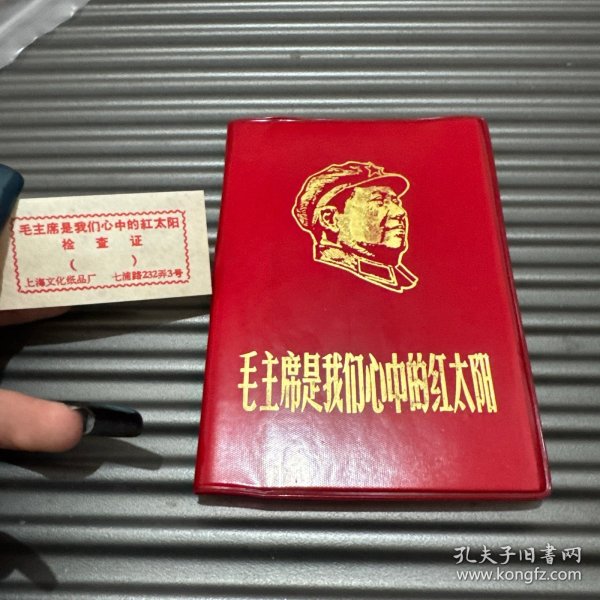 毛主席是我们心中的红太阳
检查证
( )
上海文化纸品厂 七浦路232弄3号
毛主席是我们心中的红太阳
孔夫子旧书网
www.kongfz.com